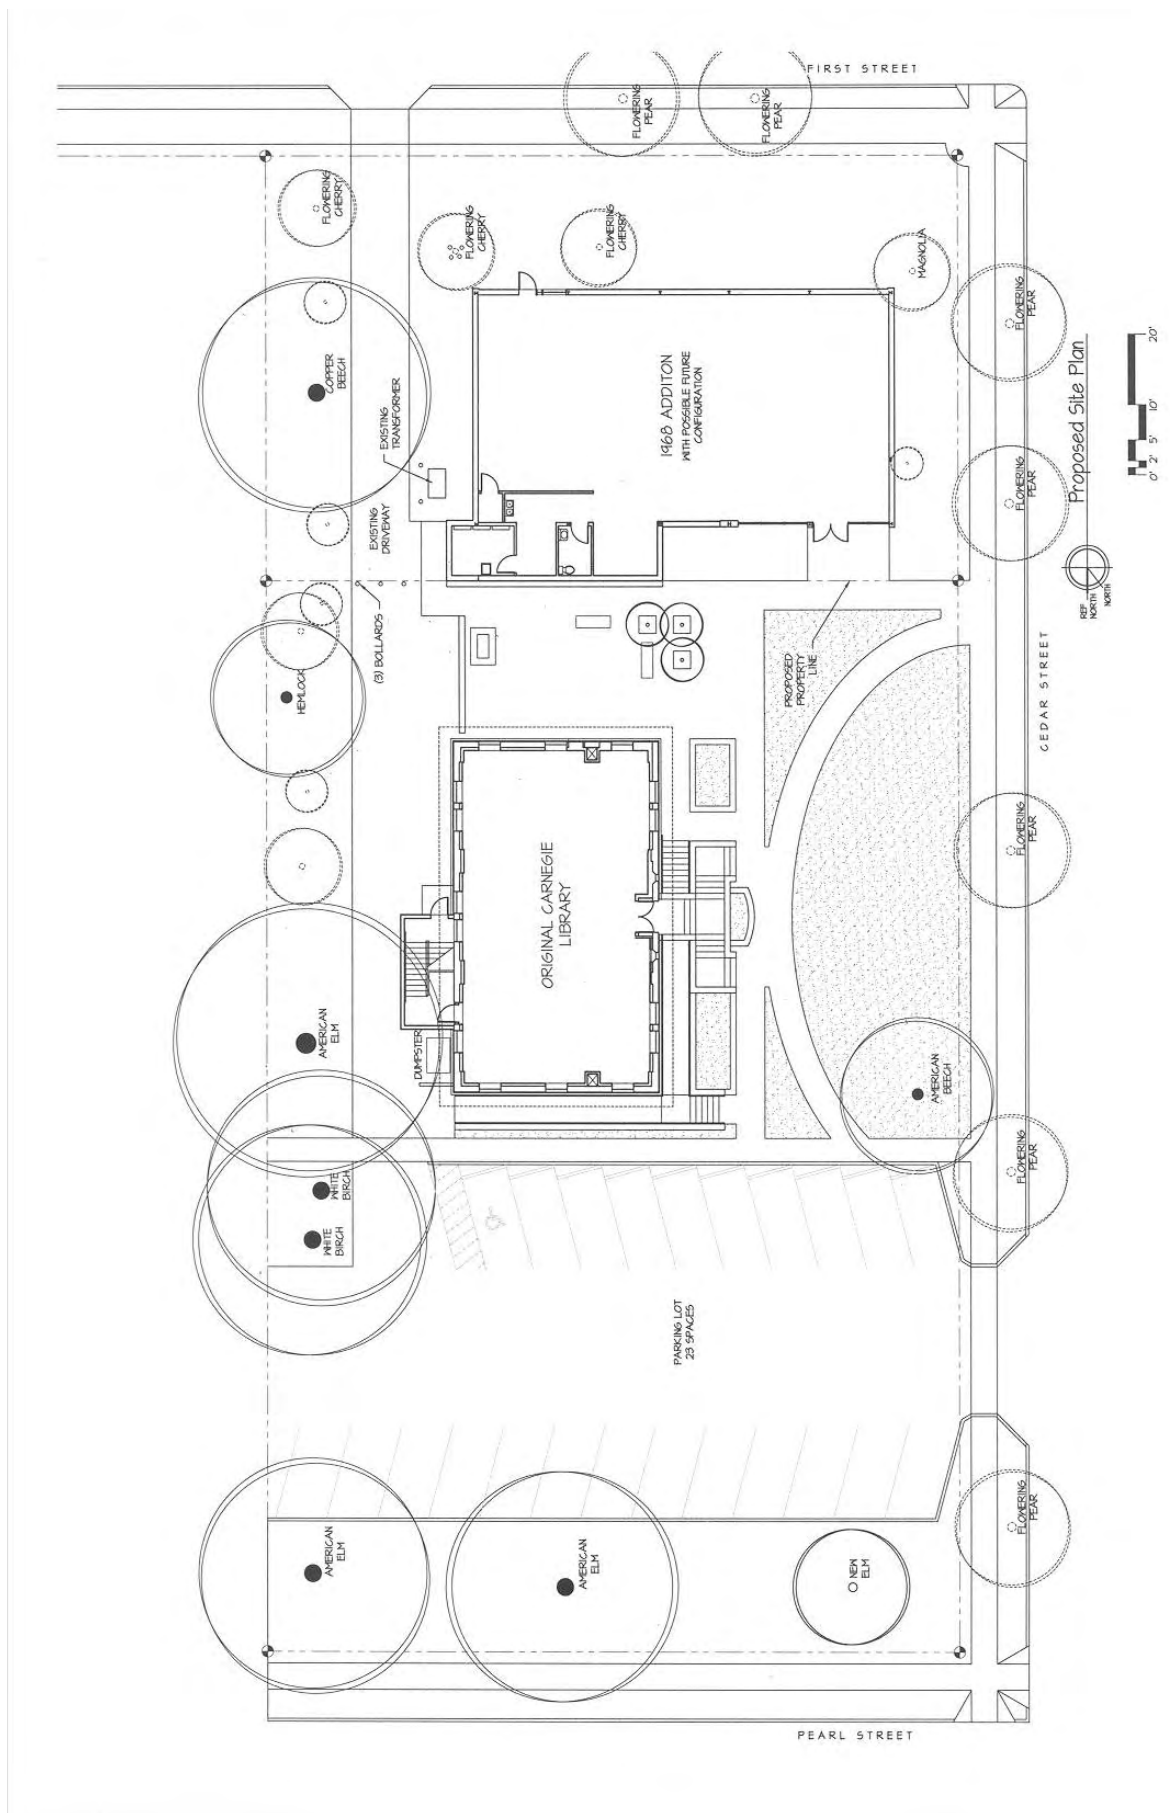 FIRST STREET
FLOWERING
PEAR
FLOWERING
PEAR
FLOWERING
CHERRY
FLOWERING
CHERRY
FLOWERING
CHERRY
MAGNOLIA
FLOWERING
PEAR
COPPER
BEECH
EXISTING
TRANSFORMER
1968 ADDITON
WITH POSSIBLE FUTURE
CONFIGURATION
Proposed Site Plan
0' 2' 5' 10' 20'
FLOWERING
PEAR
EXISTING
DRIVEWAY
REF
NORTH
NORTH
(3) BOLLARDS
HEMLOCK
PROPOSED
PROPERTY
LINE
CEDAR STREET
ORIGINAL CARNEGIE
LIBRARY
FLOWERING
PEAR
AMERICAN
ELM
DUMPSTER
AMERICAN
BEECH
FLOWERING
PEAR
WHITE
BIRCH
WHITE
BIRCH
PARKING LOT
23 SPACES
FLOWERING
PEAR
AMERICAN
ELM
AMERICAN
ELM
NEW
ELM
PEARL STREET